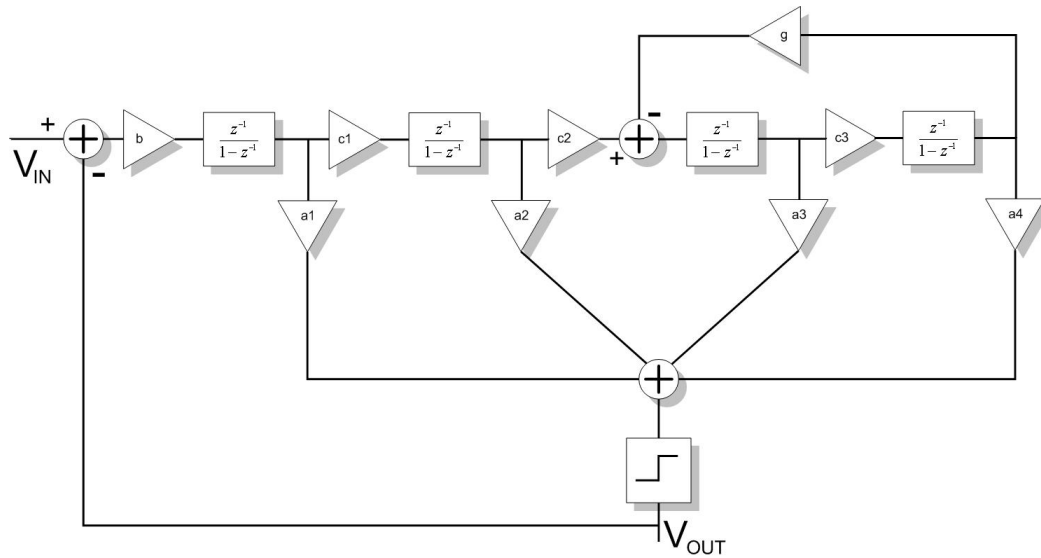 g
+
b
z⁻¹
1 - z⁻¹
c1
z⁻¹
1 - z⁻¹
c2
+
-
z⁻¹
1 - z⁻¹
c3
z⁻¹
1 - z⁻¹
V_IN
-
a1
a2
a3
a4
V_OUT